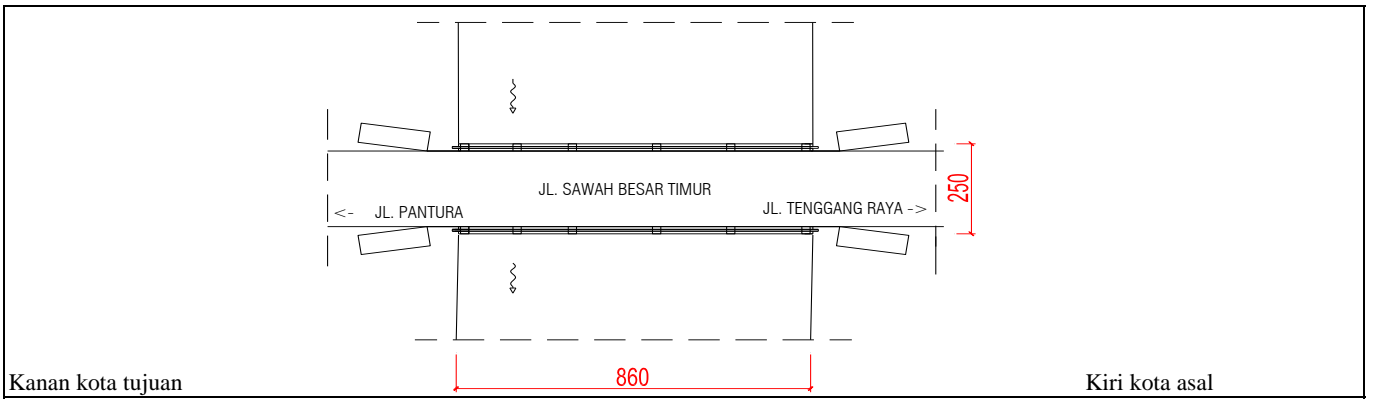 JL. SAWAH BESAR TIMUR
<- JL. PANTURA
JL. TENGGANG RAYA ->
250
860
Kanan kota tujuan
Kiri kota asal